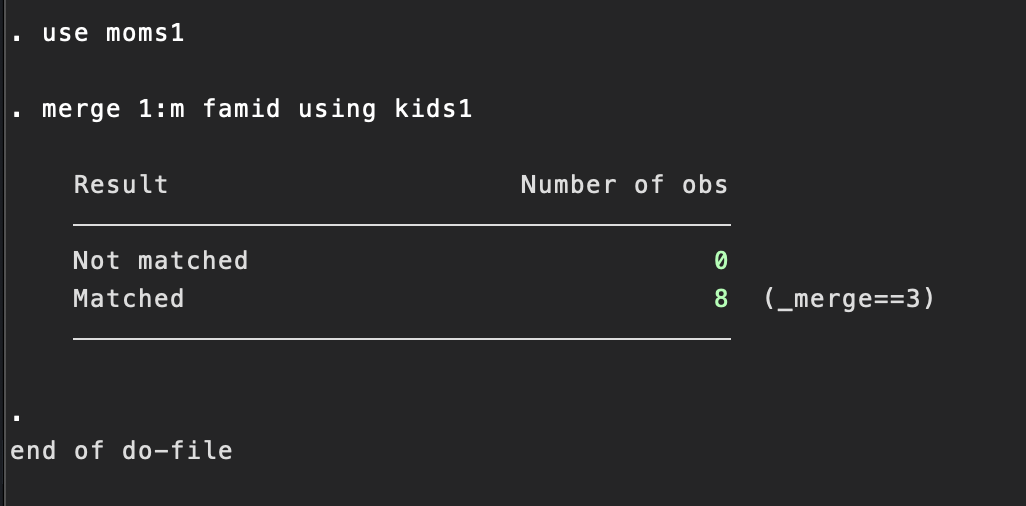 . use moms1
. merge 1:m famid using kids1
Result Number of obs
Not matched 0
Matched 8 (_merge==3)
.
end of do-file